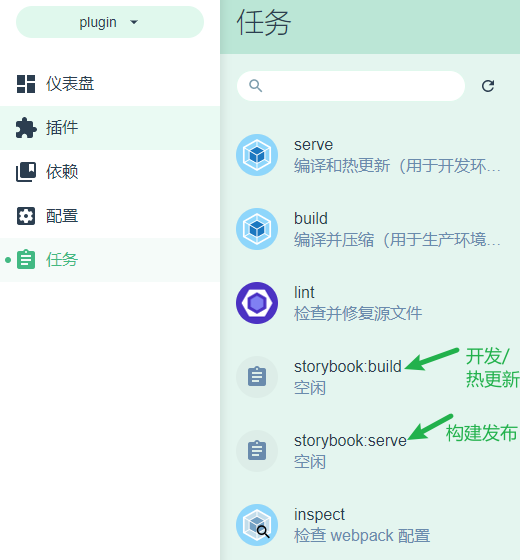 plugin
任务
仪表盘
插件
依赖
配置
任务
serve
编译和热更新（用于开发环…
build
编译并压缩（用于生产环境…
lint
检查并修复源文件
storybook:build
空闲
开发/
热更新
storybook:serve
空闲
构建发布
inspect
检查 webpack 配置